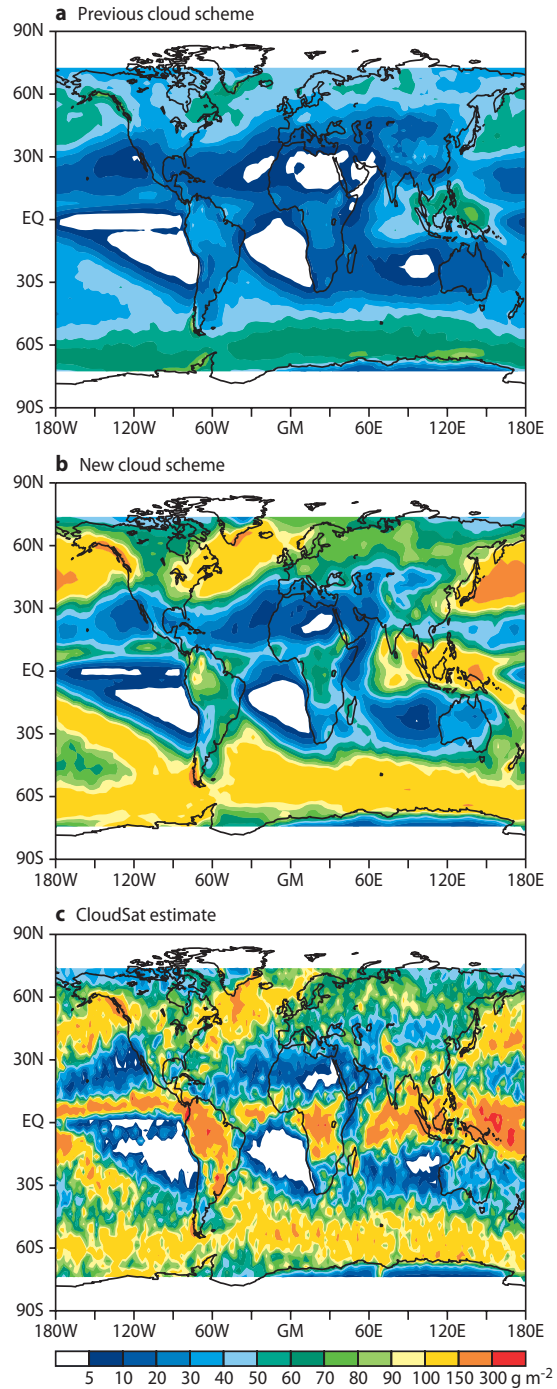 a Previous cloud scheme
90N
60N
30N
EQ
30S
60S
90S
180W 120W 60W GM 60E 120E 180E
b New cloud scheme
90N
60N
30N
EQ
30S
60S
90S
180W 120W 60W GM 60E 120E 180E
c CloudSat estimate
90N
60N
30N
EQ
30S
60S
90S
180W 120W 60W GM 60E 120E 180E
5 10 20 30 40 50 60 70 80 90 100 150 300 g m⁻²